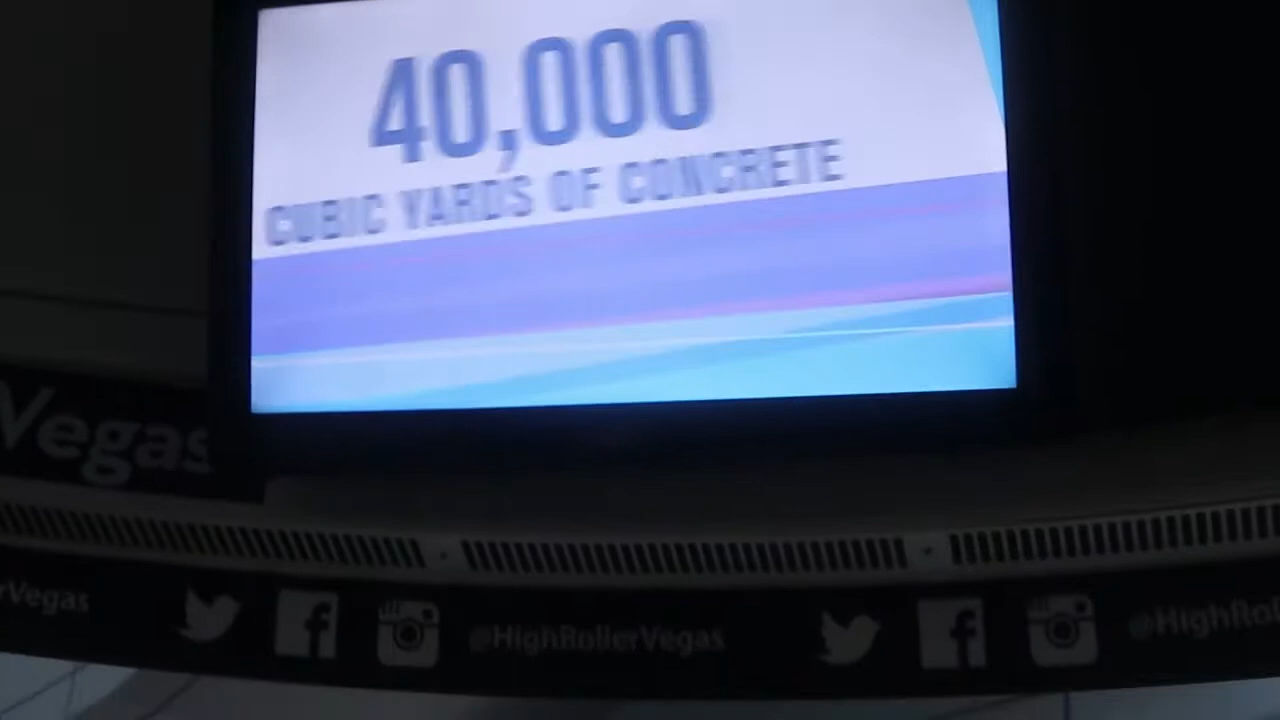 40,000
CUBIC YARDS OF CONCRETE
Vegas
rVegas
@HighRollerVegas
@HighRol